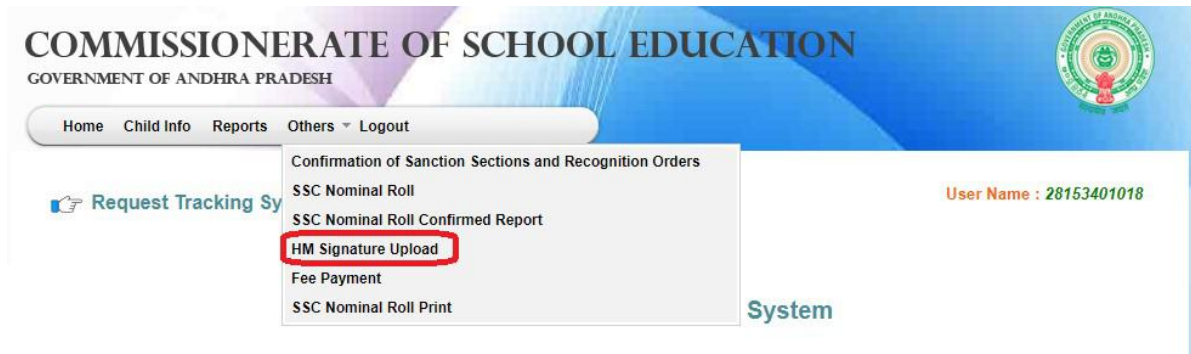 COMMISSIONERATE OF SCHOOL EDUCATION
GOVERNMENT OF ANDHRA PRADESH
Home Child Info Reports Others Logout
Confirmation of Sanction Sections and Recognition Orders
SSC Nominal Roll
SSC Nominal Roll Confirmed Report
HM Signature Upload
Fee Payment
SSC Nominal Roll Print
Request Tracking Sy
User Name : 28153401018
System